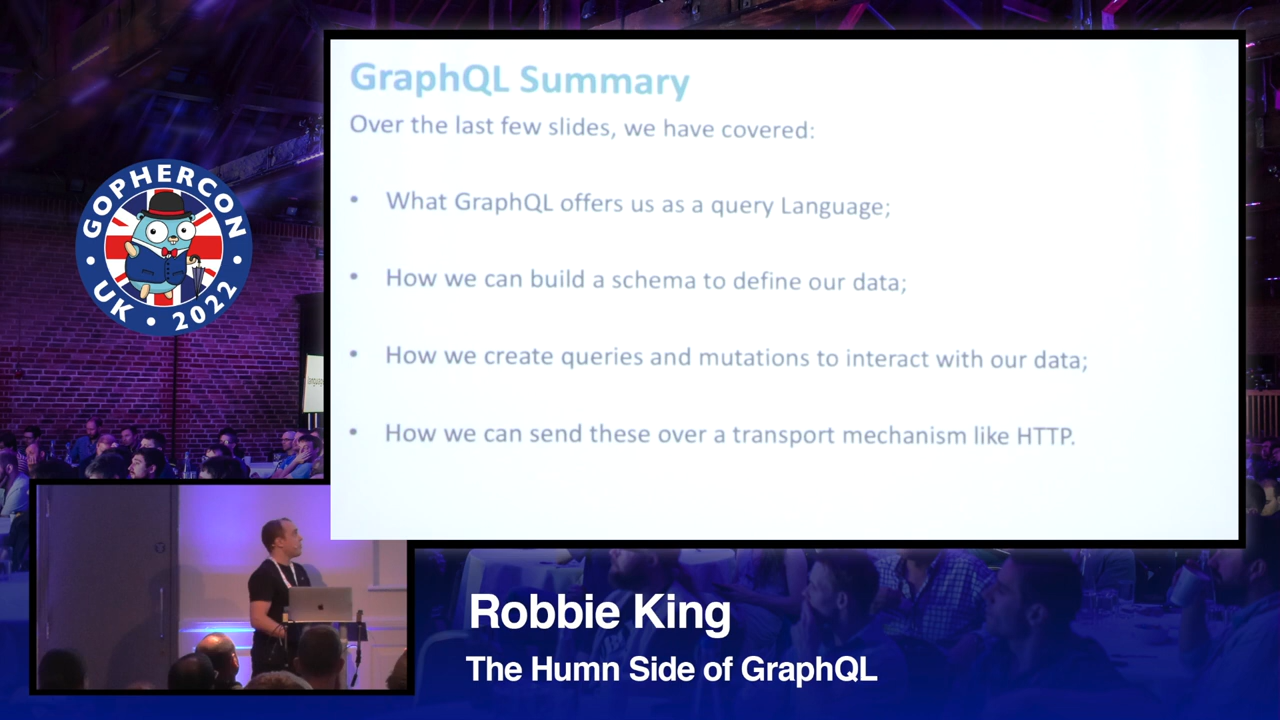 GraphQL Summary
Over the last few slides, we have covered:
• What GraphQL offers us as a query Language;
• How we can build a schema to define our data;
• How we create queries and mutations to interact with our data;
• How we can send these over a transport mechanism like HTTP.
GOPHERCON
UK • 2022
Robbie King
The Humn Side of GraphQL